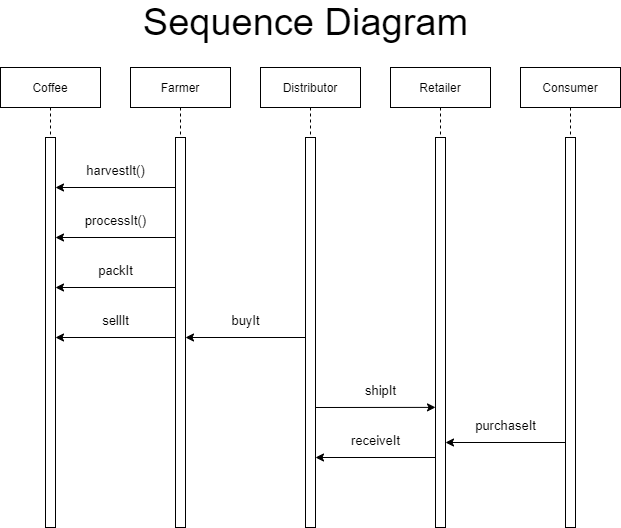 Sequence Diagram
Coffee
Farmer
Distributor
Retailer
Consumer
harvestIt()
processIt()
packIt
sellIt
buyIt
shipIt
purchaseIt
receiveIt